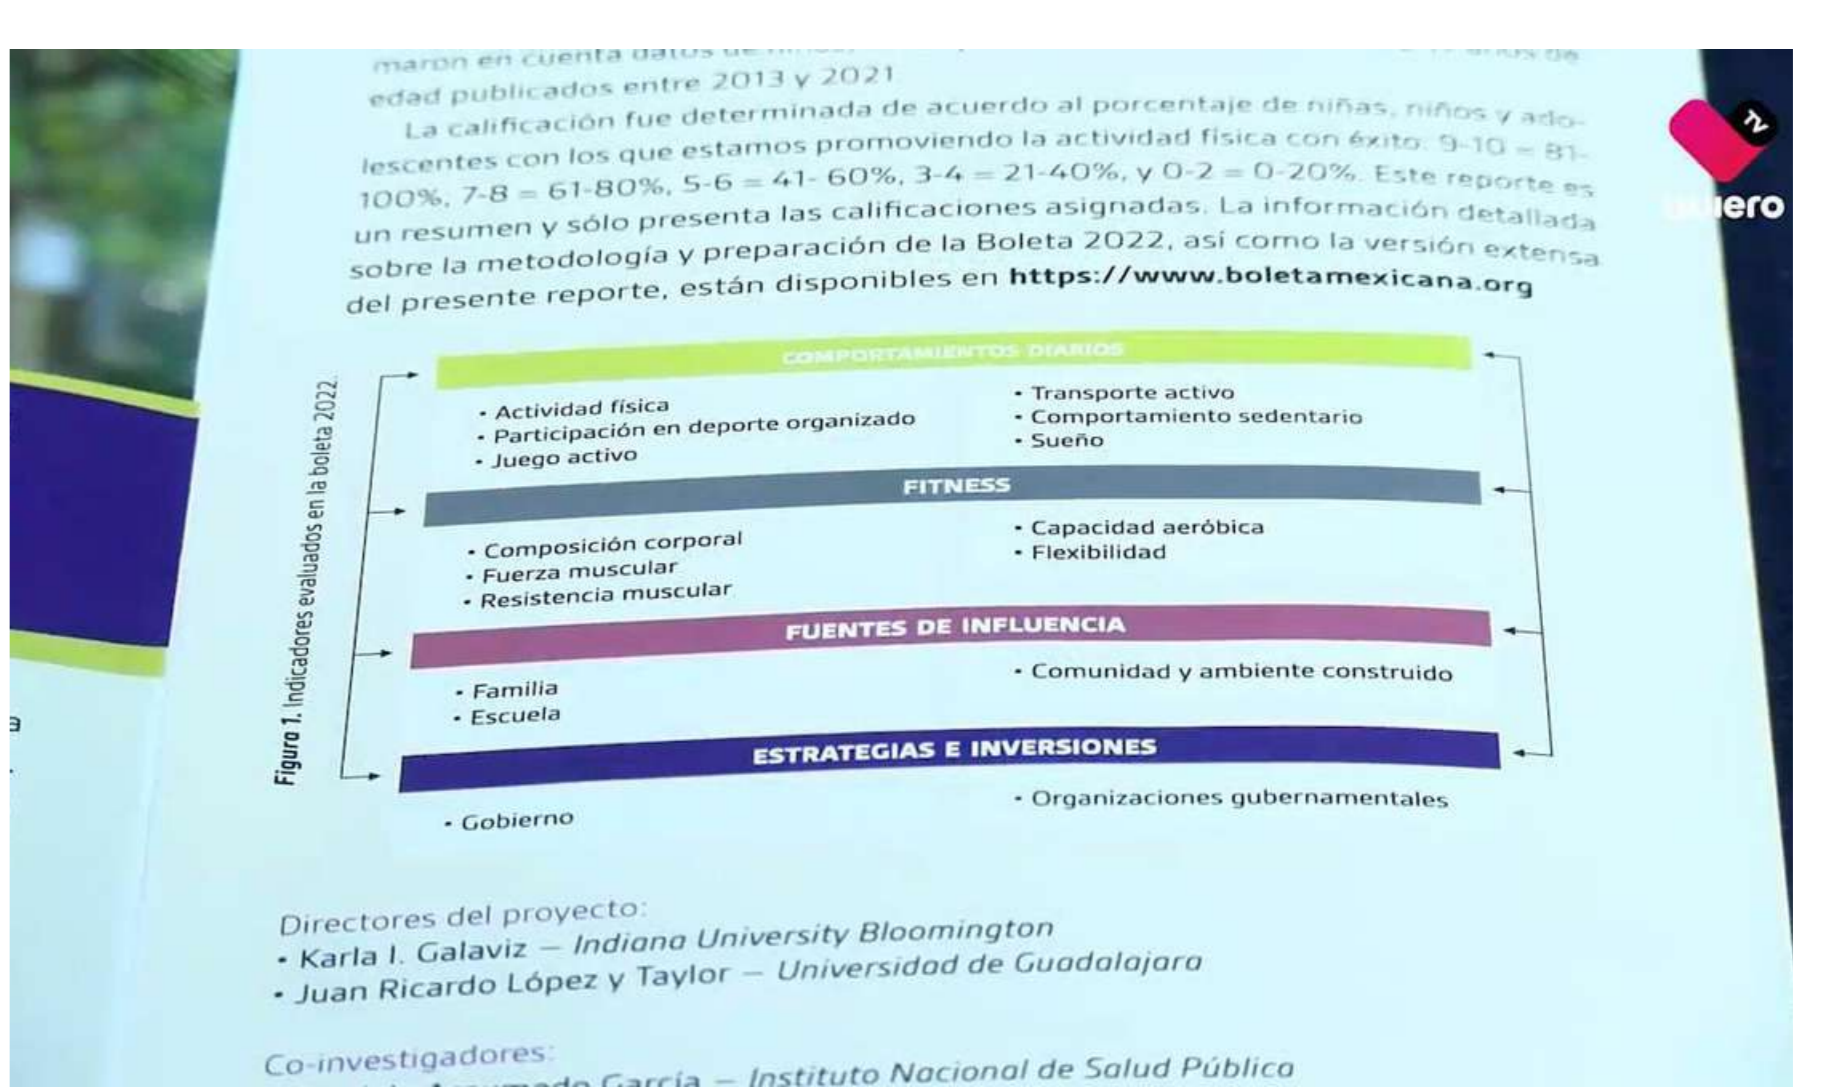 maron en cuenta datos de
edad publicados entre 2013 y 2021
La calificación fue determinada de acuerdo al porcentaje de niñas, niños y ado-
lescentes con los que estamos promoviendo la actividad física con éxito: 9-10 = 81-
100%, 7-8 = 61-80%, 5-6 = 41- 60%, 3-4 = 21-40%, y 0-2 = 0-20%. Este reporte es
un resumen y sólo presenta las calificaciones asignadas. La información detallada
sobre la metodología y preparación de la Boleta 2022, así como la versión extensa
del presente reporte, están disponibles en https://www.boletamexicana.org
TV
quiero
Figura 1. Indicadores evaluados en la boleta 2022.
COMPORTAMIENTOS DIARIOS
• Actividad física
• Participación en deporte organizado
• Juego activo
• Transporte activo
• Comportamiento sedentario
• Sueño
FITNESS
• Composición corporal
• Fuerza muscular
• Resistencia muscular
• Capacidad aeróbica
• Flexibilidad
FUENTES DE INFLUENCIA
• Familia
• Escuela
• Comunidad y ambiente construido
ESTRATEGIAS E INVERSIONES
• Gobierno
• Organizaciones gubernamentales
Directores del proyecto:
• Karla I. Galaviz – Indiana University Bloomington
• Juan Ricardo López y Taylor – Universidad de Guadalajara
Co-investigadores:
García – Instituto Nacional de Salud Pública